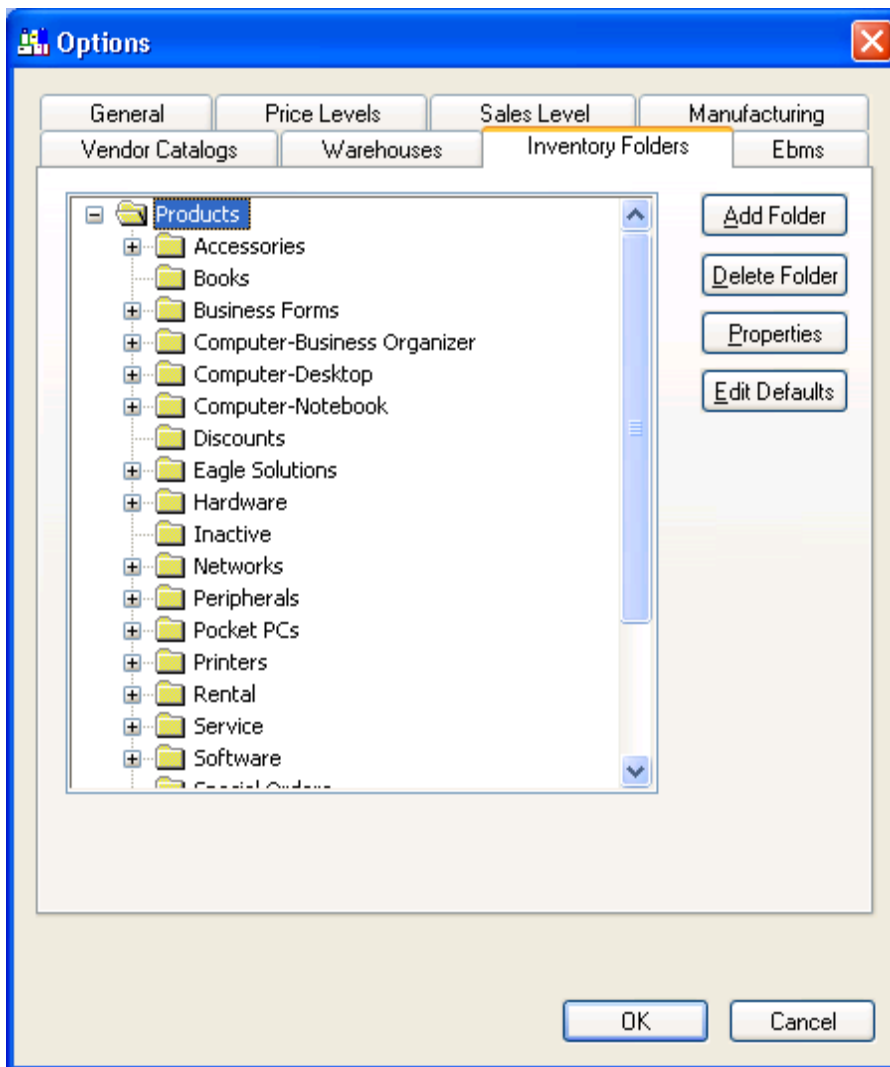 Options
General Price Levels Sales Level Manufacturing
Vendor Catalogs Warehouses Inventory Folders Ebms
Products
Add Folder
Accessories
Books
Delete Folder
Business Forms
Properties
Computer-Business Organizer
Computer-Desktop
Edit Defaults
Computer-Notebook
Discounts
Eagle Solutions
Hardware
Inactive
Networks
Peripherals
Pocket PCs
Printers
Rental
Service
Software
Special Orders
OK Cancel